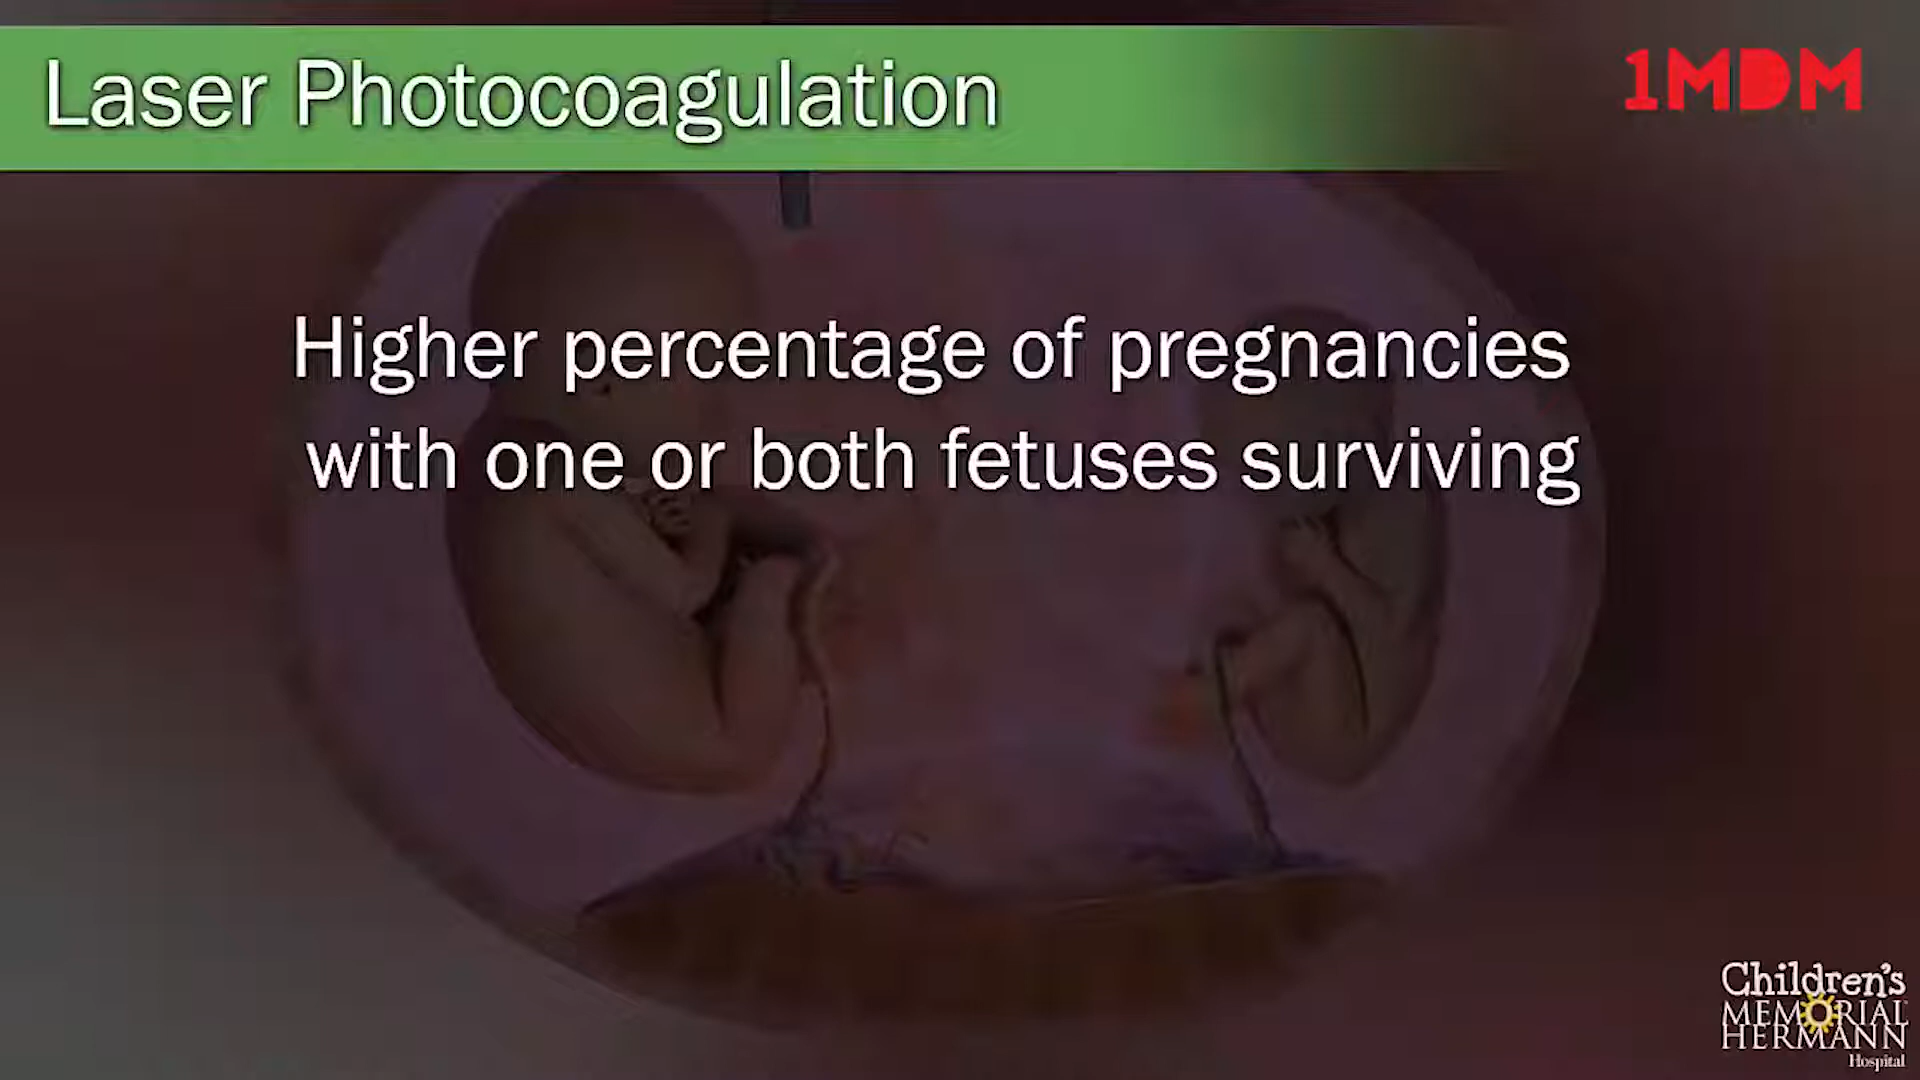 Laser Photocoagulation
1MDM
Higher percentage of pregnancies
with one or both fetuses surviving
Children's
MEMORIAL
HERMANN
Hospital